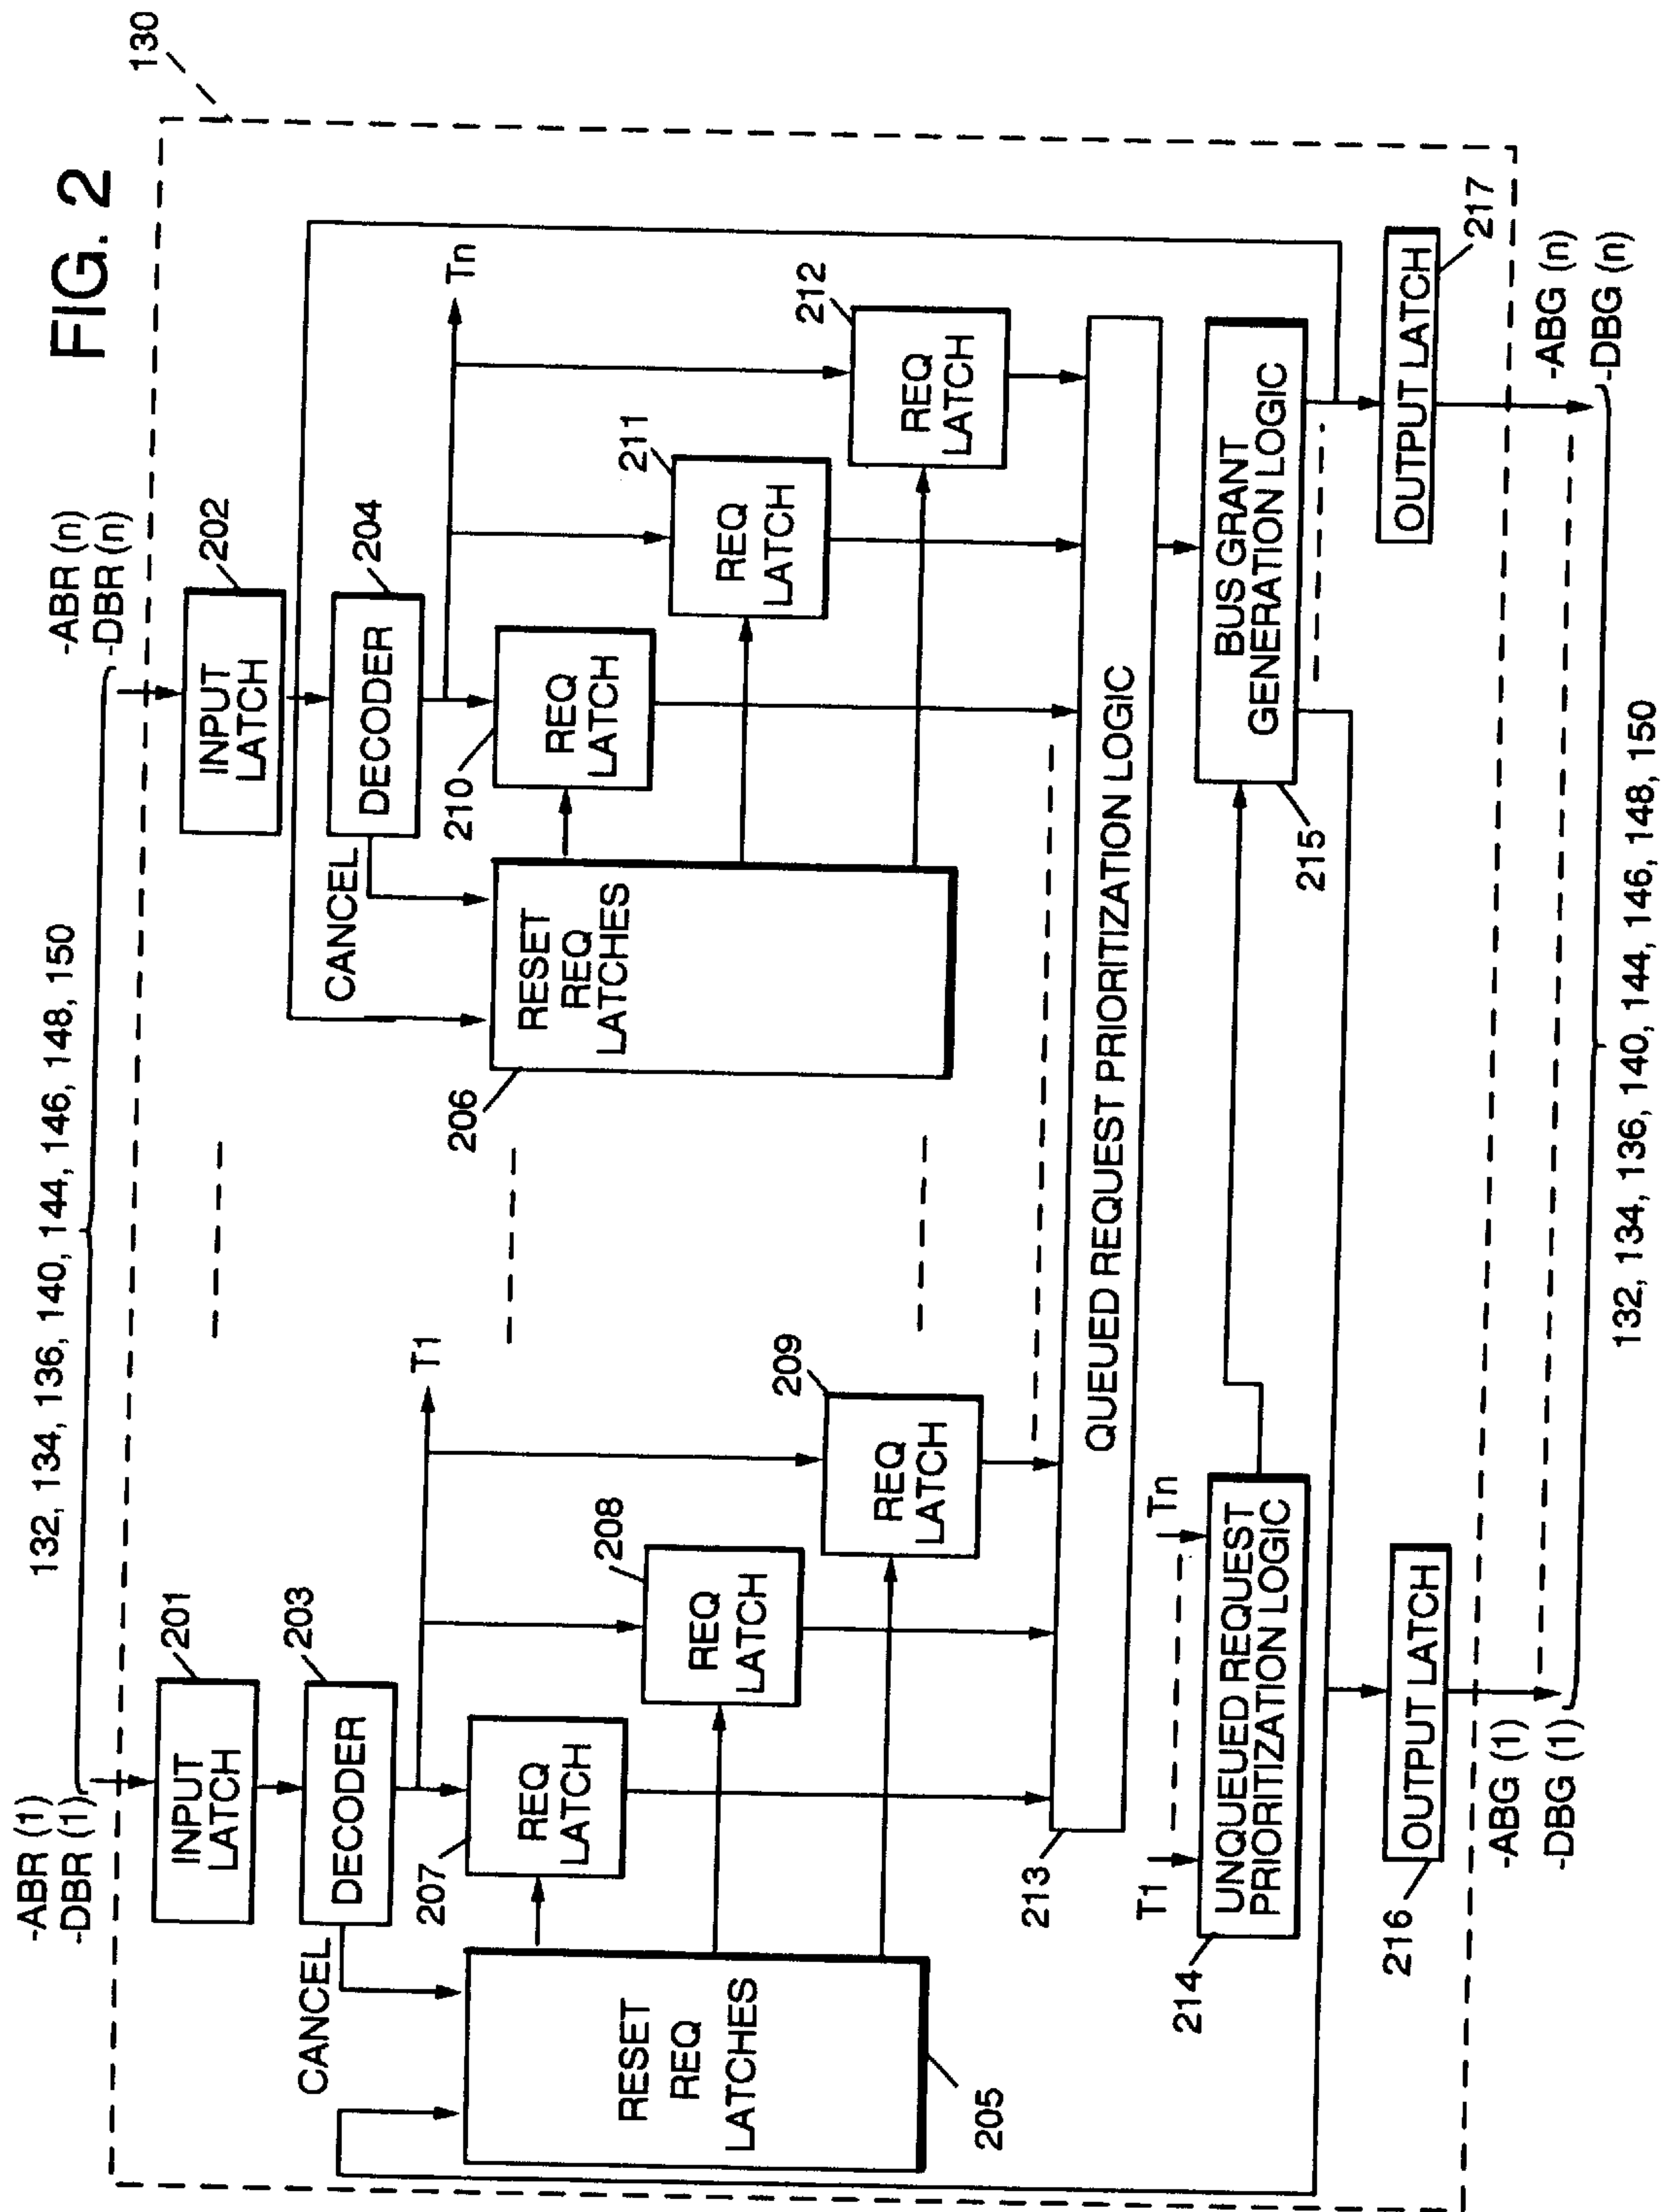 FIG. 2
130
132, 134, 136, 140, 144, 146, 148, 150
-ABR (1)
-DBR (1)
-ABR (n)
-DBR (n)
201
INPUT
LATCH
202
INPUT
LATCH
203
DECODER
204
DECODER
CANCEL
CANCEL
T1
Tn
207
REQ
LATCH
208
REQ
LATCH
209
REQ
LATCH
210
REQ
LATCH
211
REQ
LATCH
212
REQ
LATCH
RESET
REQ
LATCHES
205
RESET
REQ
LATCHES
206
213
QUEUED REQUEST PRIORITIZATION LOGIC
T1
Tn
214
UNQUEUED REQUEST
PRIORITIZATION LOGIC
215
BUS GRANT
GENERATION LOGIC
216
OUTPUT LATCH
OUTPUT LATCH
217
-ABG (1)
-DBG (1)
-ABG (n)
-DBG (n)
132, 134, 136, 140, 144, 146, 148, 150